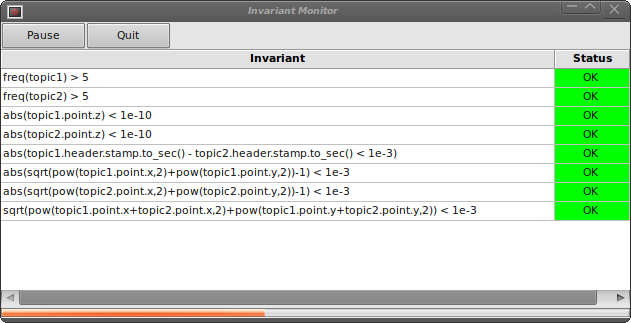 Invariant Monitor
Pause Quit
Invariant Status
freq(topic1) > 5 OK
freq(topic2) > 5 OK
abs(topic1.point.z) < 1e-10 OK
abs(topic2.point.z) < 1e-10 OK
abs(topic1.header.stamp.to_sec() - topic2.header.stamp.to_sec() < 1e-3) OK
abs(sqrt(pow(topic1.point.x,2)+pow(topic1.point.y,2))-1) < 1e-3 OK
abs(sqrt(pow(topic2.point.x,2)+pow(topic2.point.y,2))-1) < 1e-3 OK
sqrt(pow(topic1.point.x+topic2.point.x,2)+pow(topic1.point.y+topic2.point.y,2)) < 1e-3 OK